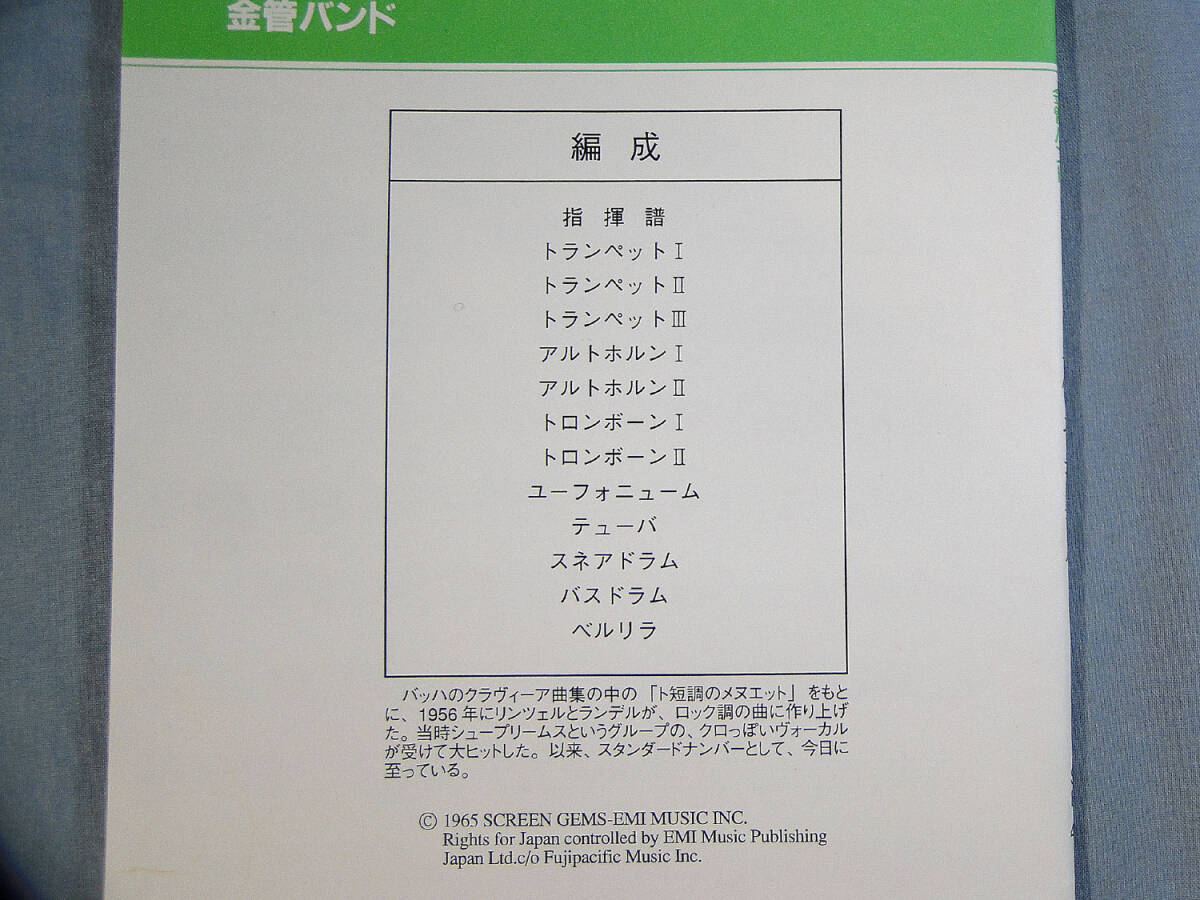 金管バンド
編成
指揮譜
トランペットⅠ
トランペットⅡ
トランペットⅢ
アルトホルンⅠ
アルトホルンⅡ
トロンボーンⅠ
トロンボーンⅡ
ユーフォニューム
テューバ
スネアドラム
バスドラム
ベルリラ
バッハのクラヴィーア曲集の中の「ト短調のメヌエット」をもと
に、1956年にリンツェルとランデルが、ロック調の曲に作り上げ
た。当時シュープリームスというグループの、クロっぽいヴォーカル
が受けて大ヒットした。以来、スタンダードナンバーとして、今日に
至っている。
© 1965 SCREEN GEMS-EMI MUSIC INC.
Rights for Japan controlled by EMI Music Publishing
Japan Ltd.c/o Fujipacific Music Inc.